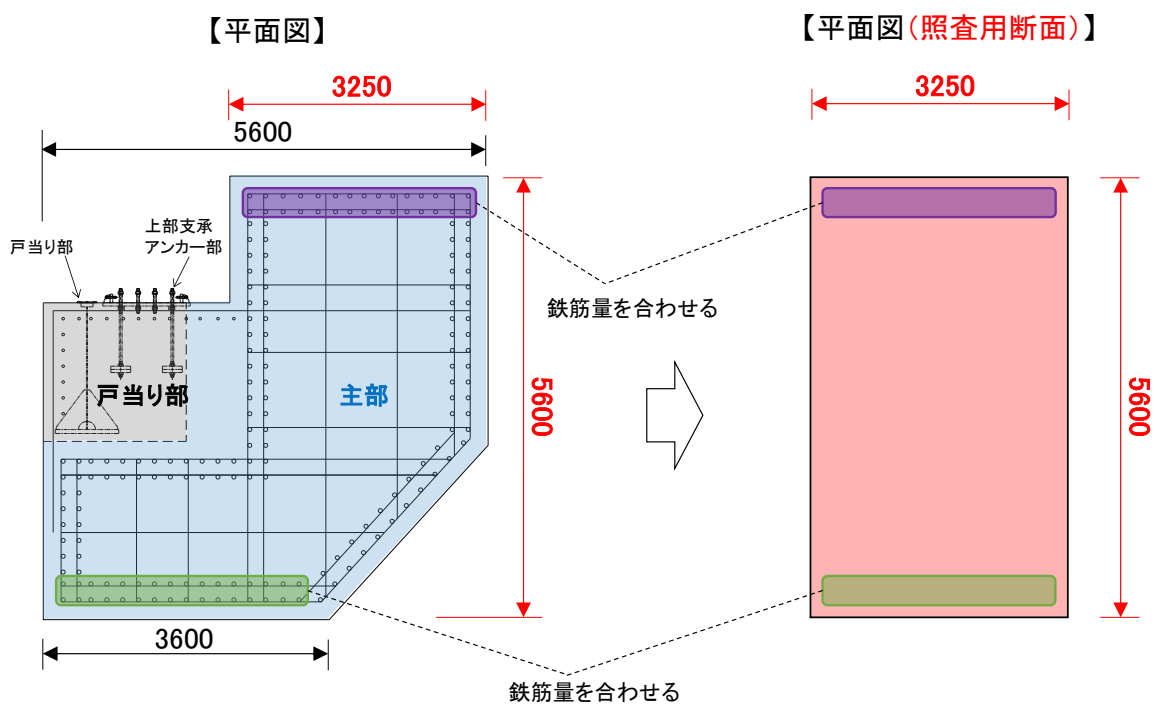 【平面図】
【平面図(照査用断面)】
3250
3250
5600
上部支承
アンカー部
戸当り部
鉄筋量を合わせる
戸当り部
主部
5600
5600
3600
鉄筋量を合わせる